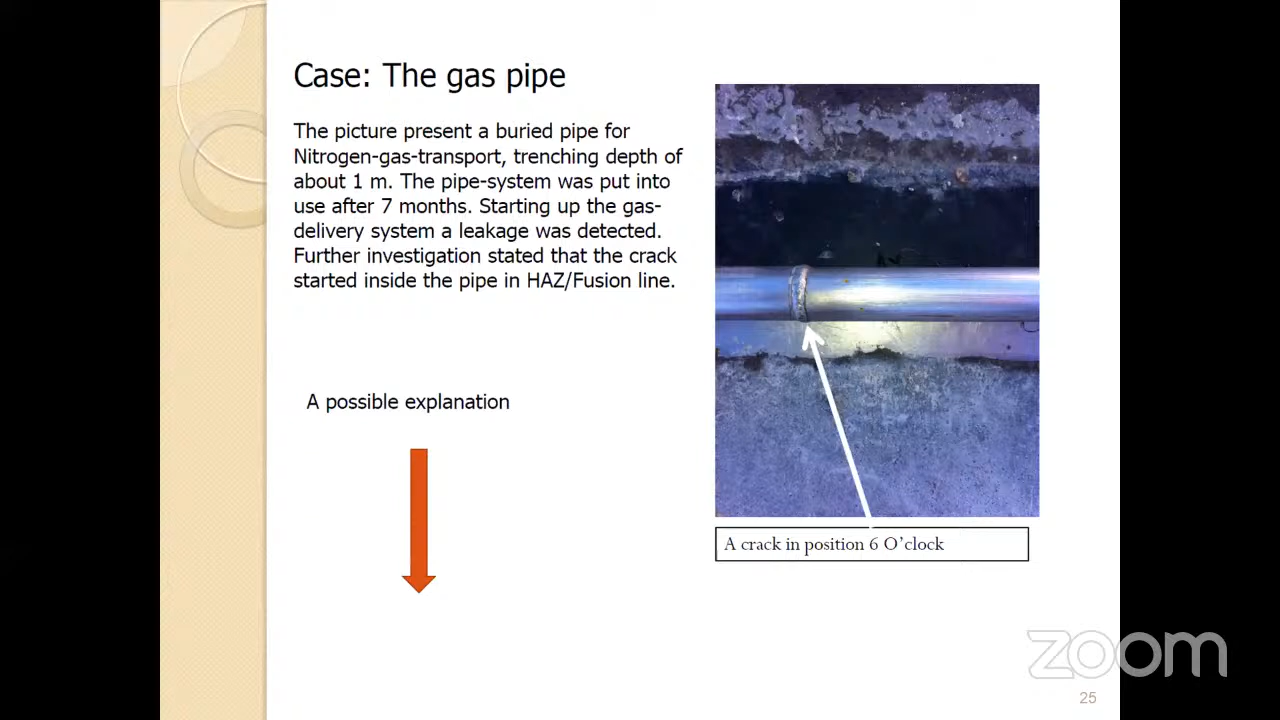 Case: The gas pipe
The picture present a buried pipe for
Nitrogen-gas-transport, trenching depth of
about 1 m. The pipe-system was put into
use after 7 months. Starting up the gas-
delivery system a leakage was detected.
Further investigation stated that the crack
started inside the pipe in HAZ/Fusion line.
A possible explanation
A crack in position 6 O’clock
zoom
25